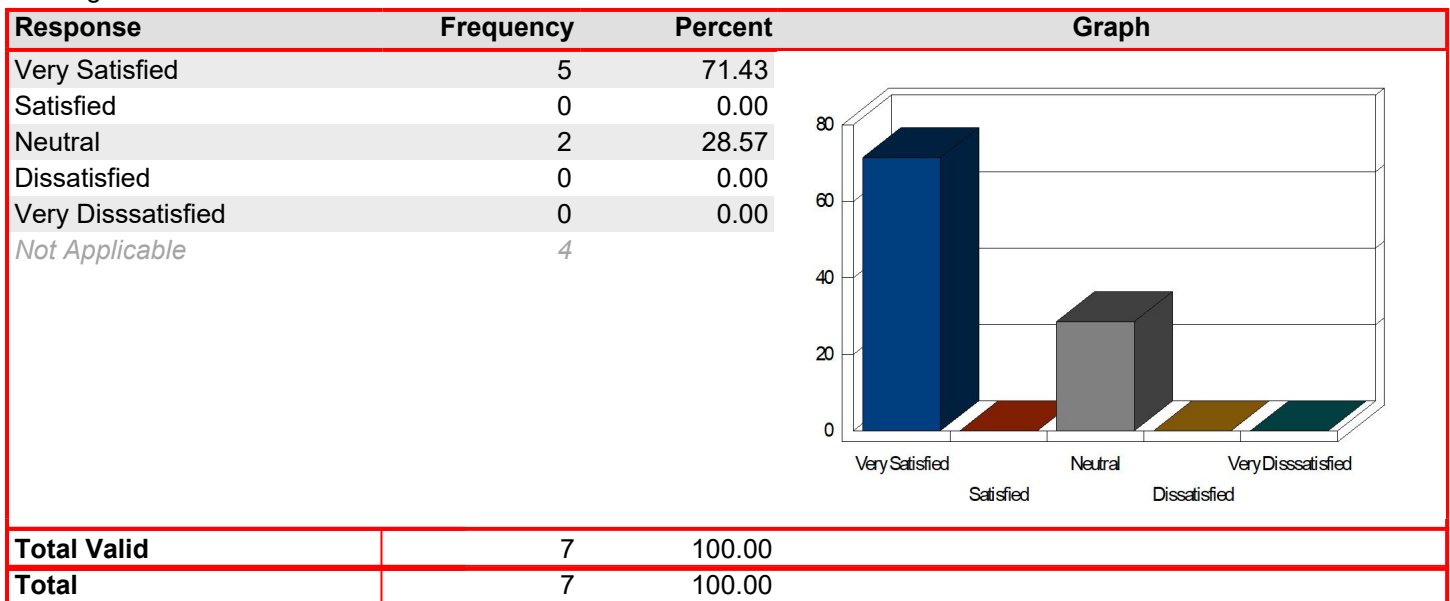 Response Frequency Percent Graph
Very Satisfied 5 71.43
Satisfied 0 0.00
Neutral 2 28.57
Dissatisfied 0 0.00
Very Disssatisfied 0 0.00
Not Applicable 4
80
60
40
20
0
Very Satisfied Neutral Very Disssatisfied
Satisfied Dissatisfied
Total Valid 7 100.00
Total 7 100.00